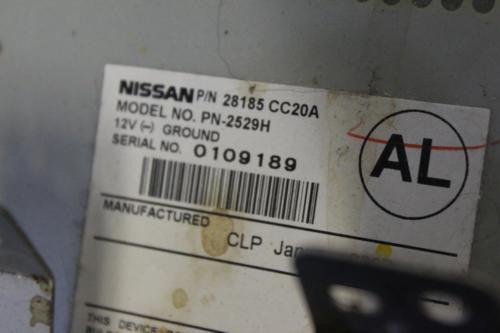 NISSAN P/N 28185 CC20A
MODEL NO. PN-2529H
12V (–) GROUND
SERIAL NO. 0109189
AL
MANUFACTURED
CLP
THIS DEVICE